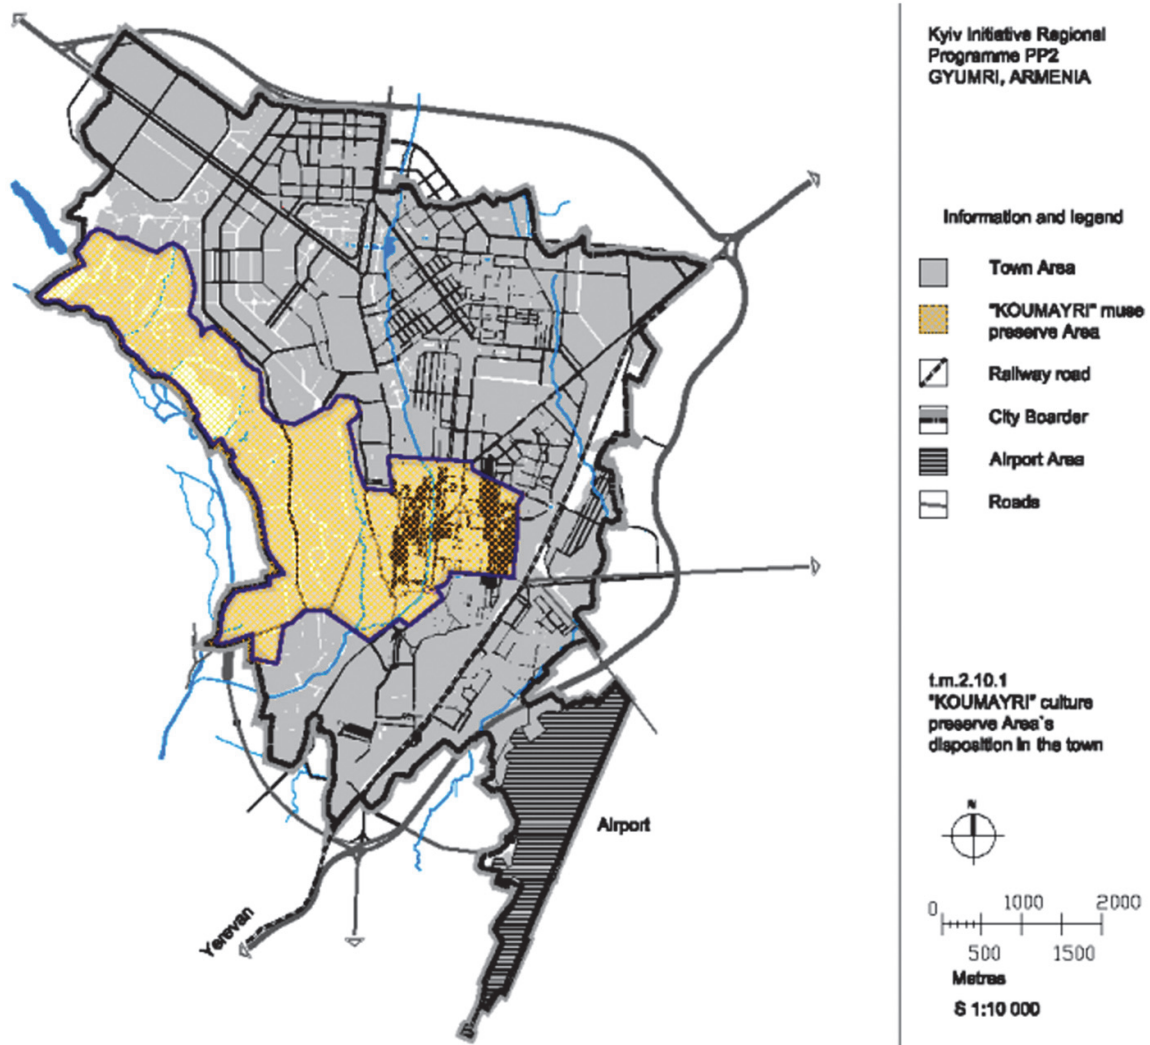 Kyiv Initiative Regional
Programme PP2
GYUMRI, ARMENIA
Information and legend
Town Area
"KOUMAYRI" muse
preserve Area
Railway road
City Boarder
Airport Area
Roads
t.m.2.10.1
"KOUMAYRI" culture
preserve Area`s
disposition in the town
N
0 1000 2000
500 1500
Metres
S 1:10 000
Airport
Yerevan